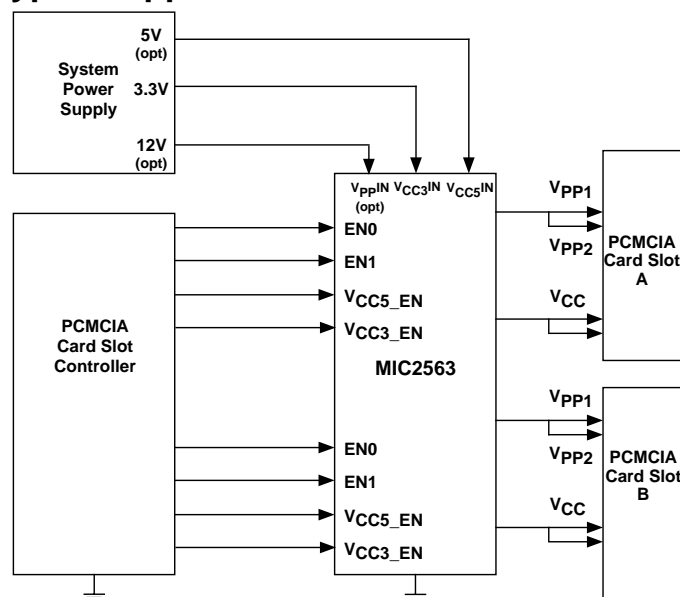 5V
(opt)
System
Power
Supply
3.3V
12V
(opt)
VPPIN VCC3IN VCC5IN
(opt)
EN0
EN1
VCC5_EN
VCC3_EN
PCMCIA
Card Slot
Controller
MIC2563
EN0
EN1
VCC5_EN
VCC3_EN
VPP1
VPP2
VCC
PCMCIA
Card Slot
A
VPP1
VPP2
VCC
PCMCIA
Card Slot
B